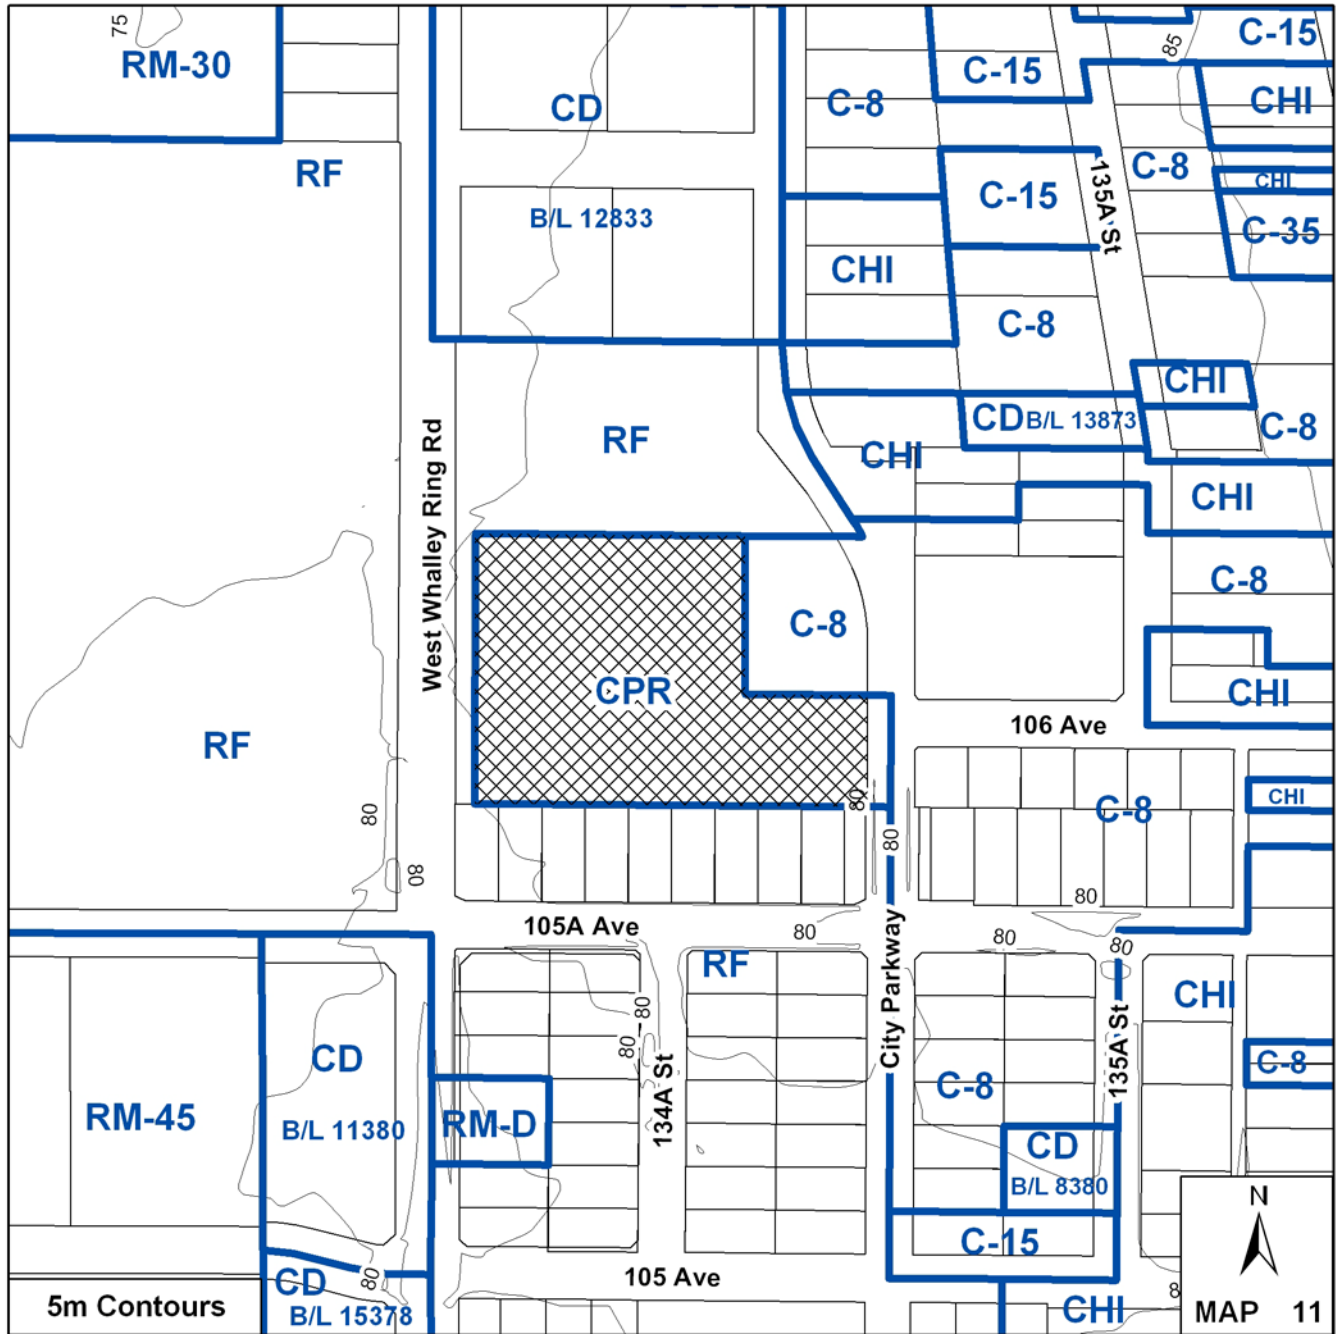 75
RM-30
C-15
85
C-15
CD
C-8
CHI
RF
C-8
135A St
C-15
CHI
B/L 12833
C-35
CHI
C-8
CHI
CD B/L 13873
C-8
RF
CHI
West Whalley Ring Rd
CHI
C-8
C-8
CPR
CHI
106 Ave
RF
80
CHI
80
C-8
80
80
80
105A Ave
80
80
80
RF
City Parkway
CHI
80
135A St
80
CD
134A St
C-8
C-8
RM-45
B/L 11380
RM-D
CD
B/L 8380
N
C-15
80
CD
105 Ave
5m Contours
B/L 15378
CHI
MAP 11